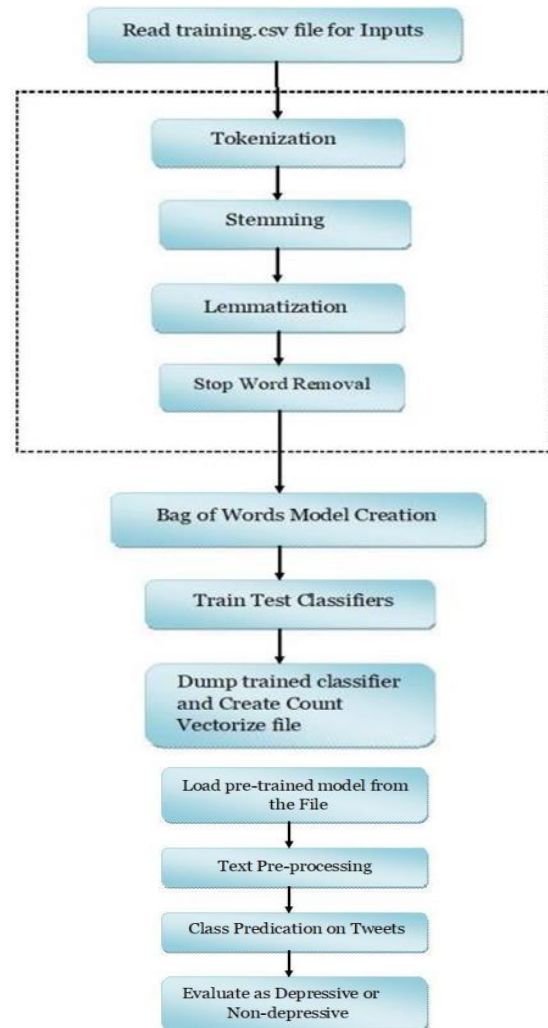 Read training.csv file for Inputs
Tokenization
Stemming
Lemmatization
Stop Word Removal
Bag of Words Model Creation
Train Test Classifiers
Dump trained classifier
and Create Count
Vectorize file
Load pre-trained model from
the File
Text Pre-processing
Class Predication on Tweets
Evaluate as Depressive or
Non-depressive